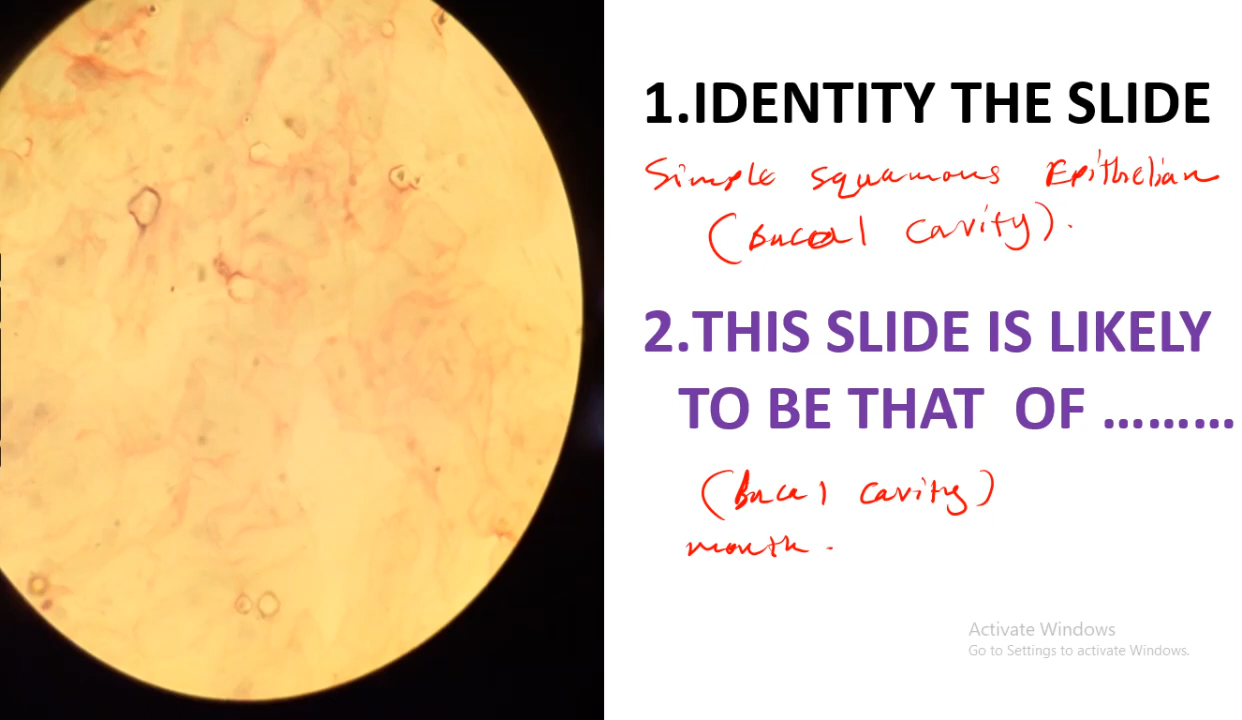 1.IDENTITY THE SLIDE
Simple squamous Epithelian
(Buccal cavity).
2.THIS SLIDE IS LIKELY
TO BE THAT OF ………
(Bucal cavity)
mouth.
Activate Windows
Go to Settings to activate Windows.